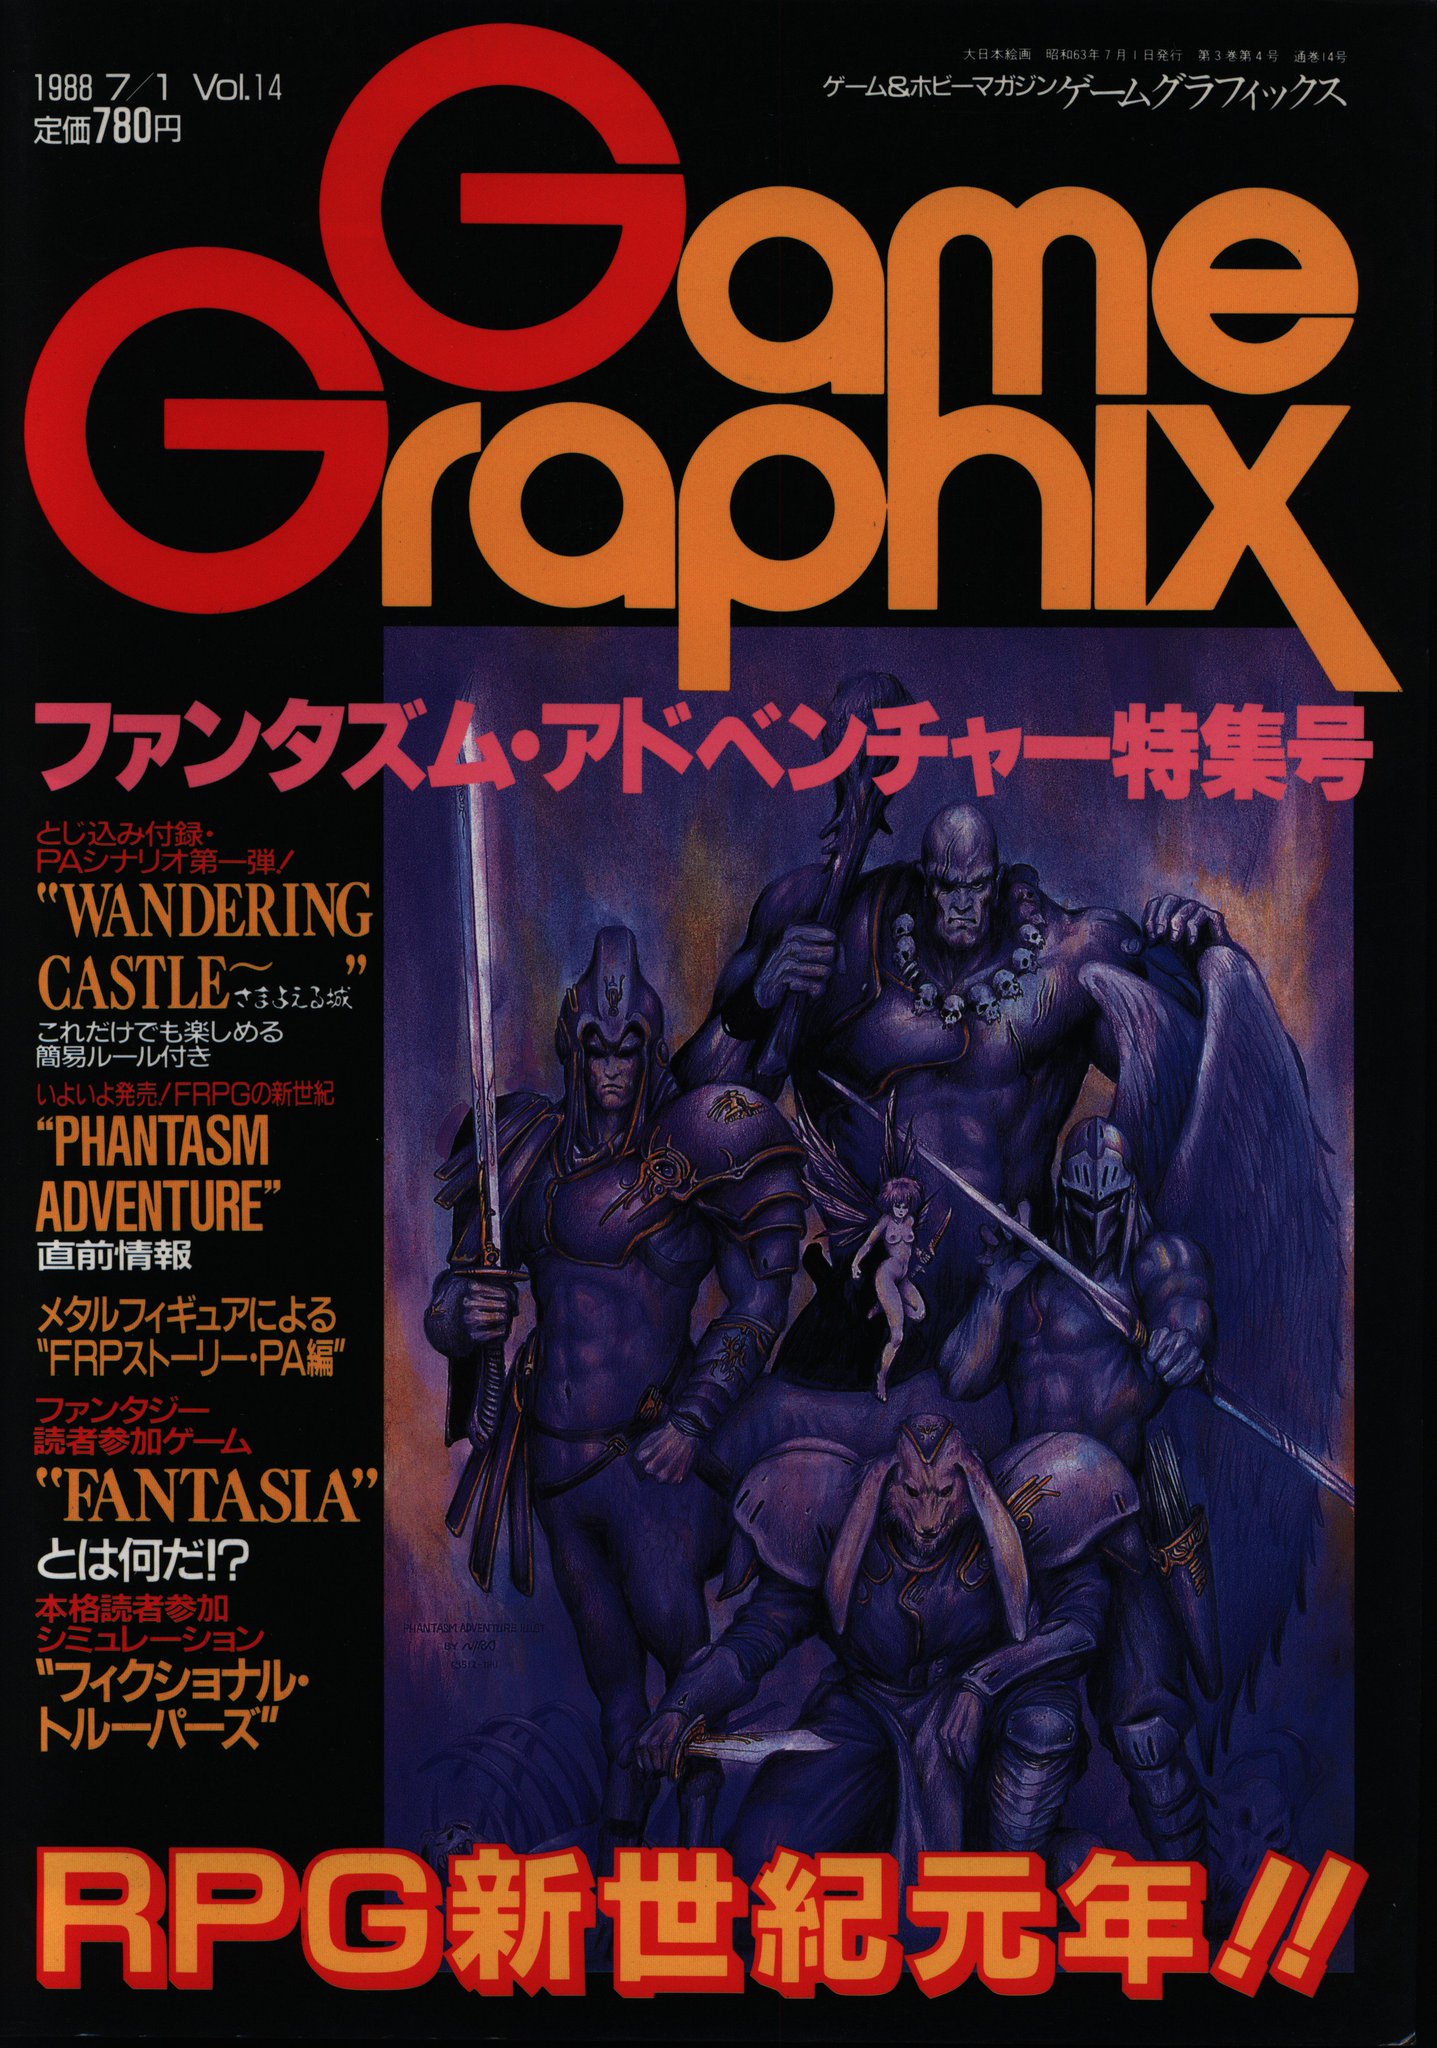 1988 7/1 Vol.14
定価780円
大日本絵画 昭和63年7月1日発行 第3巻第4号 通巻14号
ゲーム&ホビーマガジンゲームグラフィックス
Game
Graphix
ファンタズム・アドベンチャー特集号
とじ込み付録・
PAシナリオ第一弾!
“WANDERING
CASTLE～さまよえる城”
これだけでも楽しめる
簡易ルール付き
いよいよ発売!FRPGの新世紀
“PHANTASM
ADVENTURE”
直前情報
メタルフィギュアによる
“FRPストーリー・PA編”
ファンタジー
読者参加ゲーム
“FANTASIA”
とは何だ!?
本格読者参加
シミュレーション
“フィクショナル・
トルーパーズ”
PHANTASM ADVENTURE ILLUST
BY
RPG新世紀元年!!